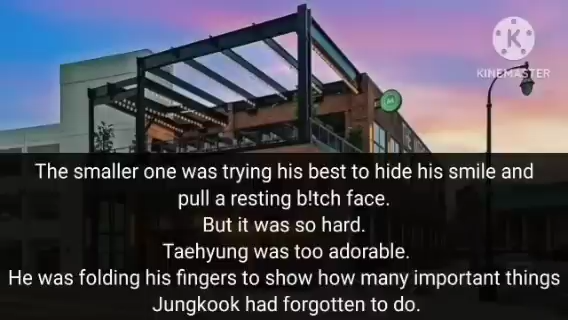 KINEMASTER
The smaller one was trying his best to hide his smile and
pull a resting b!tch face.
But it was so hard.
Taehyung was too adorable.
He was folding his fingers to show how many important things
Jungkook had forgotten to do.